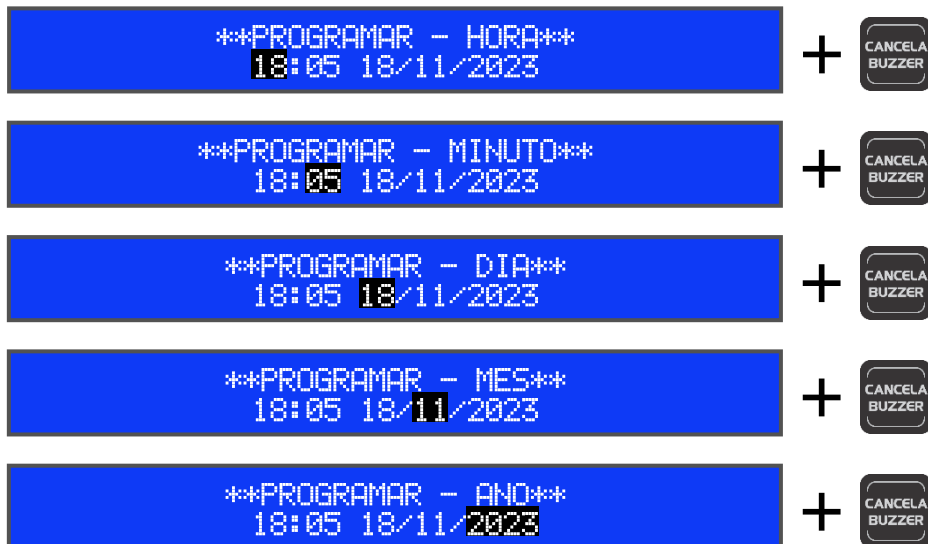 **PROGRAMAR - HORA**
18:05 18/11/2023
+
CANCELA
BUZZER
**PROGRAMAR - MINUTO**
18:05 18/11/2023
+
CANCELA
BUZZER
**PROGRAMAR - DIA**
18:05 18/11/2023
+
CANCELA
BUZZER
**PROGRAMAR - MES**
18:05 18/11/2023
+
CANCELA
BUZZER
**PROGRAMAR - ANO**
18:05 18/11/2023
+
CANCELA
BUZZER